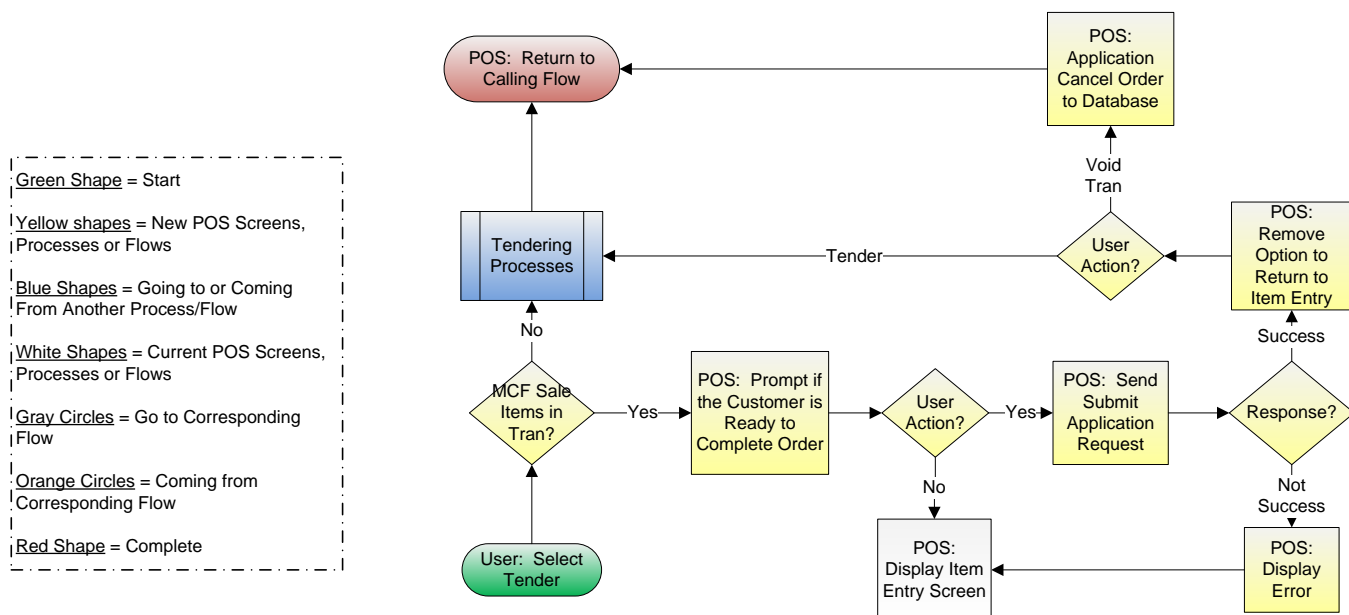 Green Shape = Start
Yellow shapes = New POS Screens,
Processes or Flows
Blue Shapes = Going to or Coming
From Another Process/Flow
White Shapes = Current POS Screens,
Processes or Flows
Gray Circles = Go to Corresponding
Flow
Orange Circles = Coming from
Corresponding Flow
Red Shape = Complete
POS:  Return to
Calling Flow
POS:
Application
Cancel Order
to Database
Void
Tran
Tendering
Processes
Tender
User
Action?
POS:
Remove
Option to
Return to
Item Entry
No
Success
MCF Sale
Items in
Tran?
Yes
POS:  Prompt if
the Customer is
Ready to
Complete Order
User
Action?
Yes
POS:  Send
Submit
Application
Request
Response?
No
Not
Success
User:  Select
Tender
POS:
Display Item
Entry Screen
POS:
Display
Error